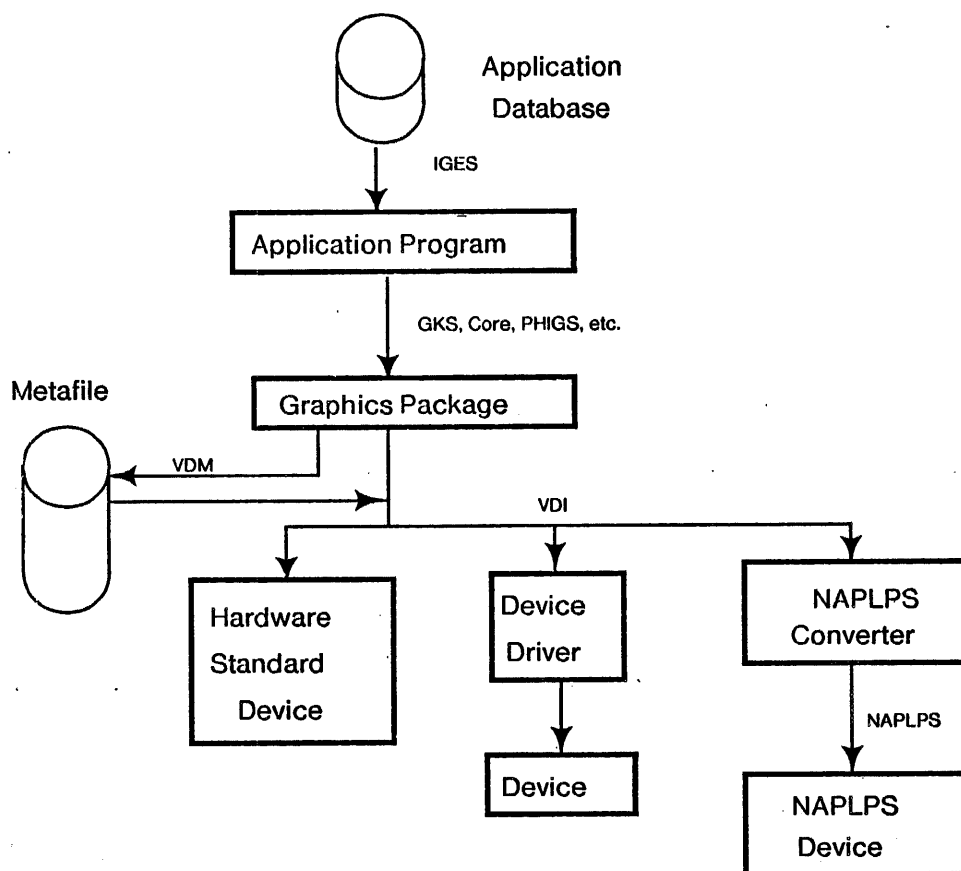 Application
Database
IGES
Application Program
GKS, Core, PHIGS, etc.
Metafile
Graphics Package
VDM
VDI
Hardware
Standard
Device
Device
Driver
NAPLPS
Converter
NAPLPS
Device
NAPLPS
Device